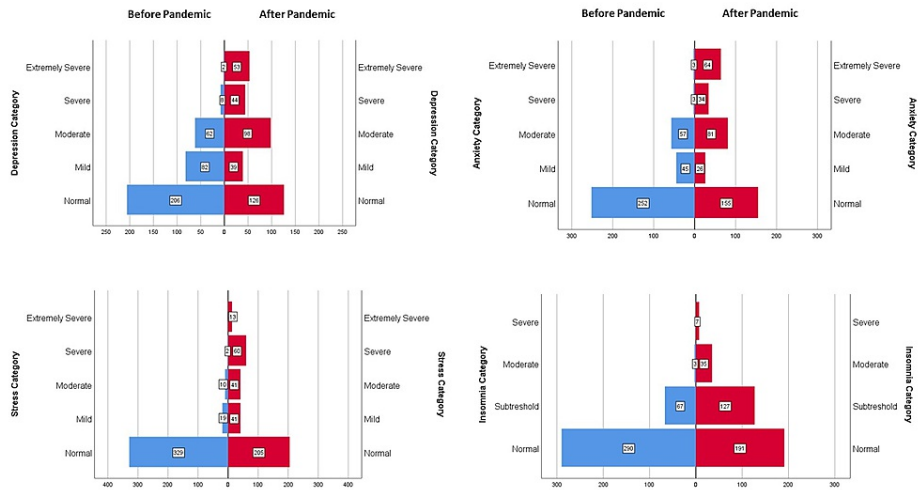 Before Pandemic After Pandemic
Extremely Severe 2 53 Extremely Severe
Severe 8 44 Severe
Moderate 62 98 Moderate
Mild 82 39 Mild
Normal 206 126 Normal
Depression Category
Depression Category
250 200 150 100 50 0 50 100 150 200 250
Before Pandemic After Pandemic
Extremely Severe 3 64 Extremely Severe
Severe 3 34 Severe
Moderate 57 81 Moderate
Mild 45 26 Mild
Normal 252 155 Normal
Anxiety Category
Anxiety Category
300 200 100 0 100 200 300
Extremely Severe 13 Extremely Severe
Severe 2 60 Severe
Moderate 10 41 Moderate
Mild 19 41 Mild
Normal 329 205 Normal
Stress Category
Stress Category
400 300 200 100 0 100 200 300 400
Severe 7 Severe
Moderate 3 35 Moderate
Subtreshold 67 127 Subtreshold
Normal 290 191 Normal
Insomnia Category
Insomnia Category
300 200 100 0 100 200 300